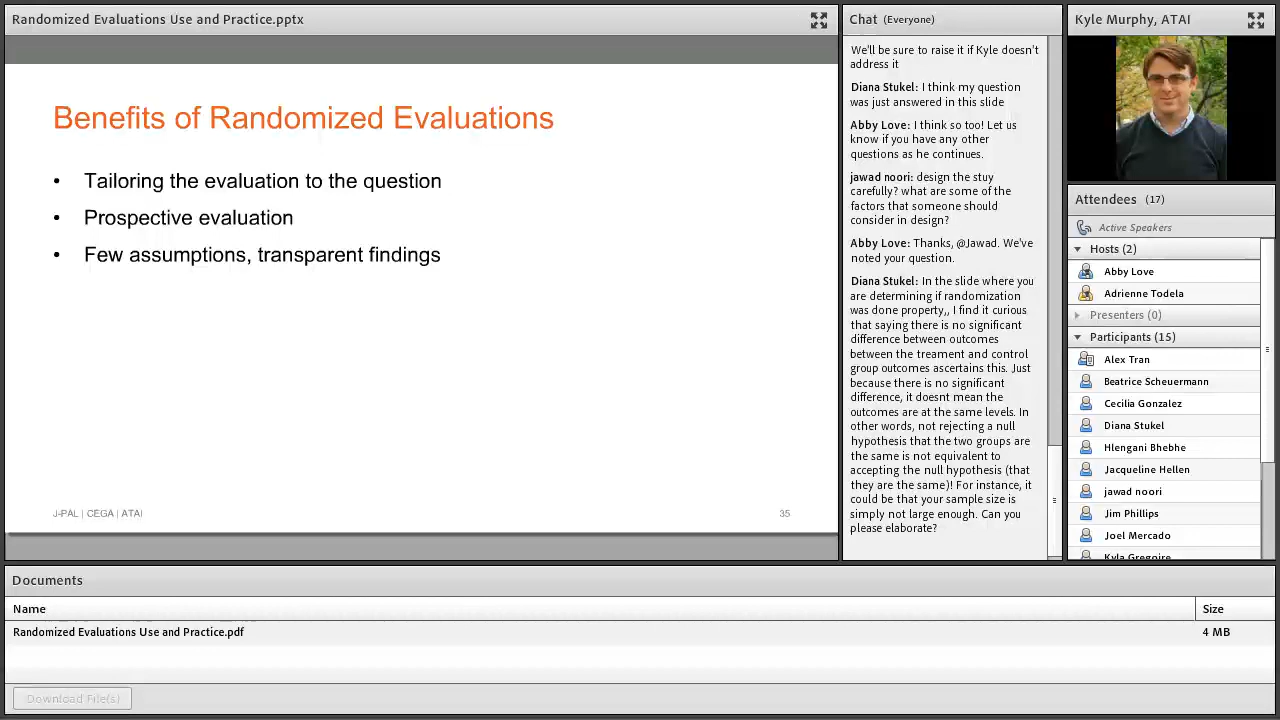 Randomized Evaluations Use and Practice.pptx
Benefits of Randomized Evaluations
• Tailoring the evaluation to the question
• Prospective evaluation
• Few assumptions, transparent findings
J-PAL | CEGA | ATAI
35
Chat (Everyone)
We'll be sure to raise it if Kyle doesn't
address it
Diana Stukel: I think my question
was just answered in this slide
Abby Love: I think so too! Let us
know if you have any other
questions as he continues.
jawad noori: design the stuy
carefully? what are some of the
factors that someone should
consider in design?
Abby Love: Thanks, @Jawad. We've
noted your question.
Diana Stukel: In the slide where you
are determining if randomization
was done property,, I find it curious
that saying there is no significant
difference between outcomes
between the treament and control
group outcomes ascertains this. Just
because there is no significant
difference, it doesnt mean the
outcomes are at the same levels. In
other words, not rejecting a null
hypothesis that the two groups are
the same is not equivalent to
accepting the null hypothesis (that
they are the same)! For instance, it
could be that your sample size is
simply not large enough. Can you
please elaborate?
Kyle Murphy, ATAI
Attendees (17)
Active Speakers
Hosts (2)
Abby Love
Adrienne Todela
Presenters (0)
Participants (15)
Alex Tran
Beatrice Scheuermann
Cecilia Gonzalez
Diana Stukel
Hlengani Bhebhe
Jacqueline Hellen
jawad noori
Jim Phillips
Joel Mercado
Kyla Gregoire
Documents
Name Size
Randomized Evaluations Use and Practice.pdf 4 MB
Download File(s)